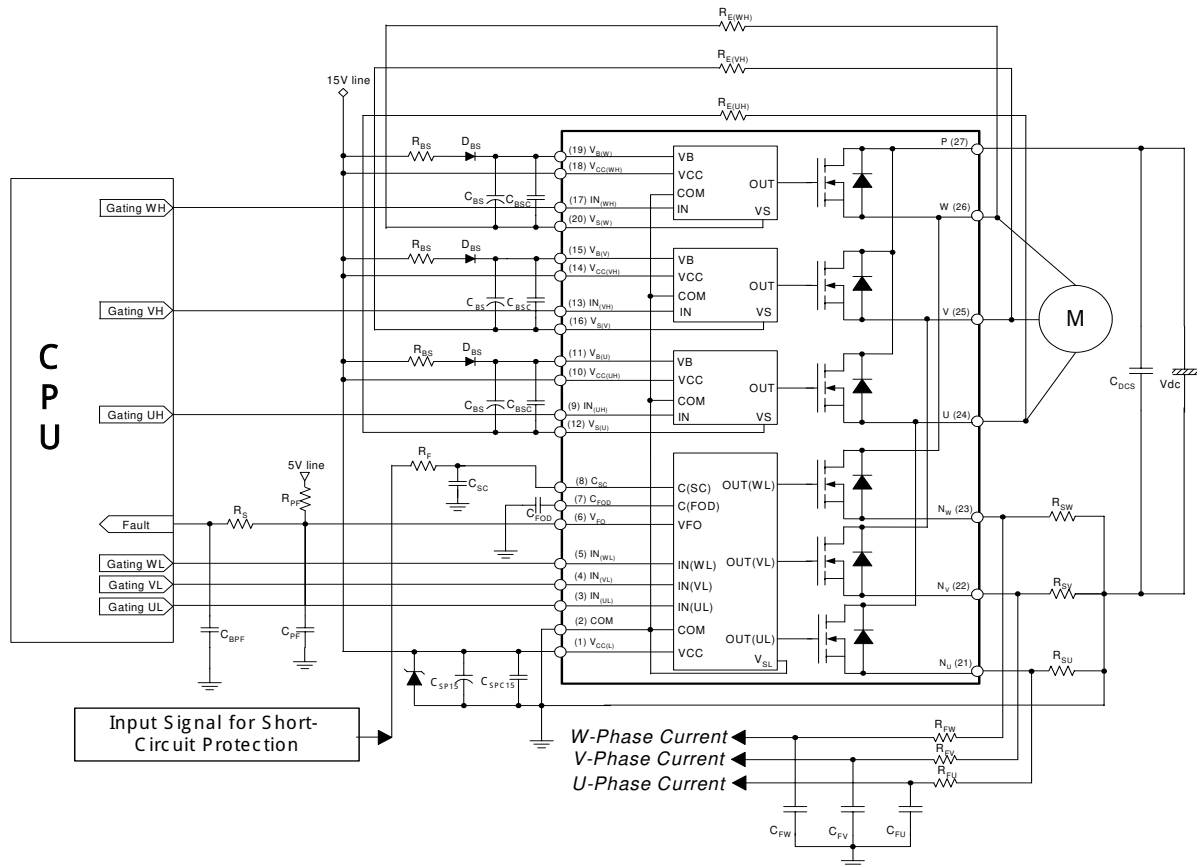 R_E(WH)
R_E(VH)
15V line
R_E(UH)
R_BS
D_BS
(19) V_B(W)
VB
P (27)
(18) V_CC(WH)
VCC
OUT
COM
C_BS
C_BSC
Gating WH
(17) IN_(WH)
IN
VS
W (26)
(20) V_S(W)
R_BS
D_BS
(15) V_B(V)
VB
(14) V_CC(VH)
VCC
OUT
COM
C_BS
C_BSC
Gating VH
(13) IN_(VH)
IN
VS
V (25)
M
(16) V_S(V)
CPU
R_BS
D_BS
(11) V_B(U)
VB
(10) V_CC(UH)
VCC
OUT
C_DCS
Vdc
COM
C_BS
C_BSC
Gating UH
(9) IN_(UH)
IN
VS
U (24)
(12) V_S(U)
R_F
5V line
C_SC
(8) C_SC
C(SC)
OUT(WL)
R_PF
(7) C_FOD
C(FOD)
C_FOD
R_S
Fault
(6) V_FO
VFO
N_W (23)
R_SW
Gating WL
(5) IN_(WL)
IN(WL)
OUT(VL)
Gating VL
(4) IN_(VL)
IN(VL)
N_V (22)
R_SV
Gating UL
(3) IN_(UL)
IN(UL)
(2) COM
COM
OUT(UL)
C_BPF
C_PF
(1) V_CC(L)
VCC
V_SL
N_U (21)
R_SU
C_SP15
C_SPC15
Input Signal for Short-
Circuit Protection
W-Phase Current
R_FW
V-Phase Current
R_FV
U-Phase Current
R_FU
C_FW
C_FV
C_FU